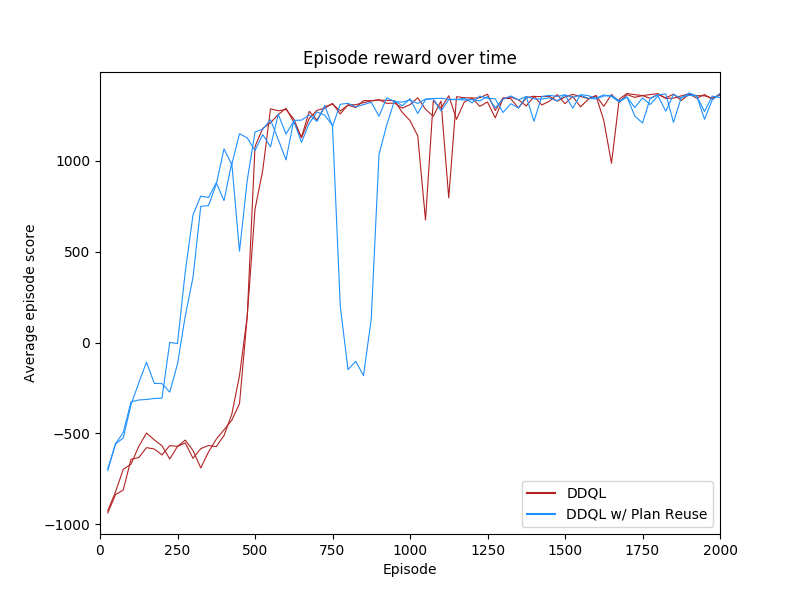 Episode reward over time
Average episode score
1000
500
0
−500
−1000
0 250 500 750 1000 1250 1500 1750 2000
Episode
DDQL
DDQL w/ Plan Reuse